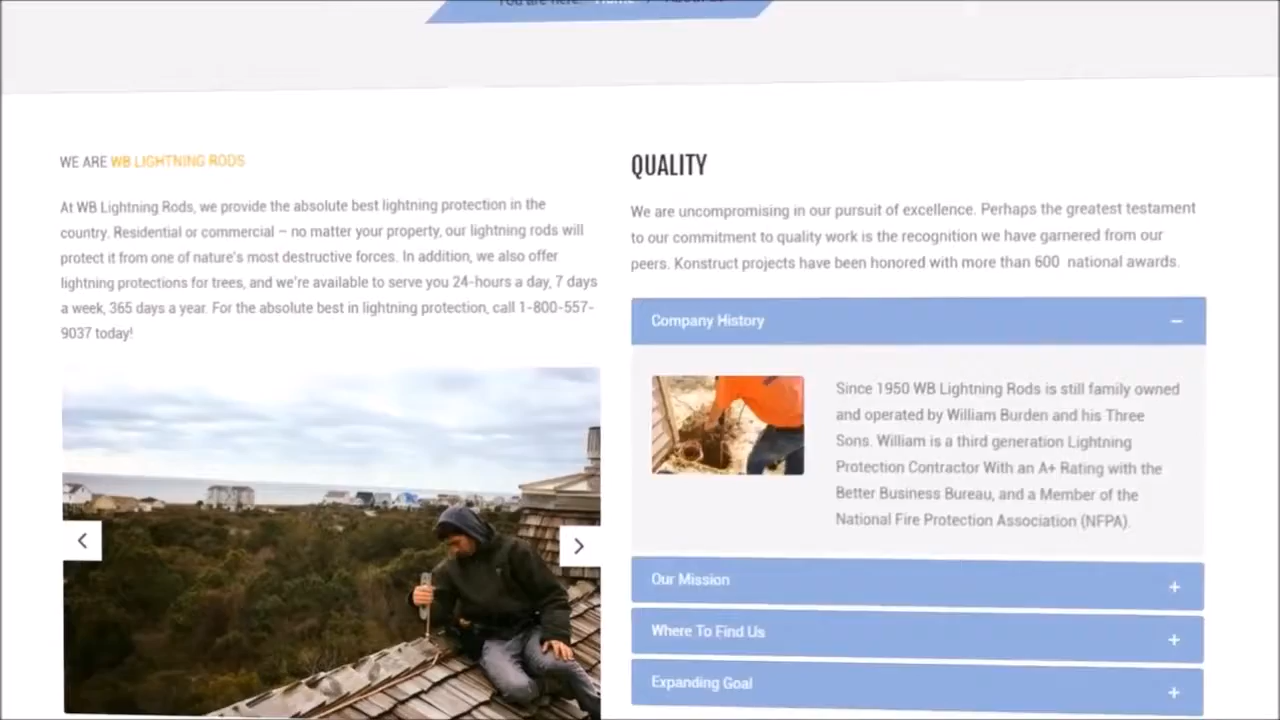 You are here: Home / About Us
WE ARE WB LIGHTNING RODS
At WB Lightning Rods, we provide the absolute best lightning protection in the
country. Residential or commercial – no matter your property, our lightning rods will
protect it from one of nature's most destructive forces. In addition, we also offer
lightning protections for trees, and we're available to serve you 24-hours a day, 7 days
a week, 365 days a year. For the absolute best in lightning protection, call 1-800-557-
9037 today!
QUALITY
We are uncompromising in our pursuit of excellence. Perhaps the greatest testament
to our commitment to quality work is the recognition we have garnered from our
peers. Konstruct projects have been honored with more than 600 national awards.
Company History
Since 1950 WB Lightning Rods is still family owned
and operated by William Burden and his Three
Sons. William is a third generation Lightning
Protection Contractor With an A+ Rating with the
Better Business Bureau, and a Member of the
National Fire Protection Association (NFPA).
Our Mission
Where To Find Us
Expanding Goal